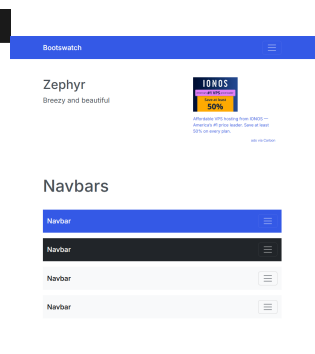 Bootswatch
Zephyr
Breezy and beautiful
IONOS
#1 VPS
Save at least
50%
Affordable VPS hosting from IONOS —
America's #1 price leader. Save at least
50% on every plan.
Navbars
Navbar
Navbar
Navbar
Navbar